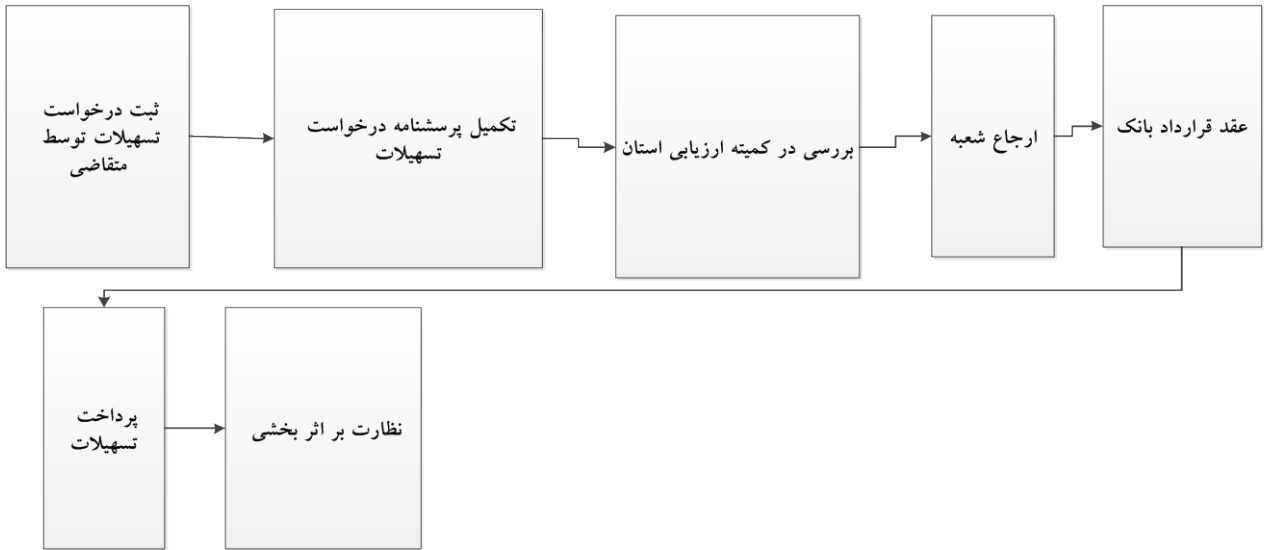 ثبت درخواست
تسهیلات توسط
متقاضی
تکمیل پرسشنامه درخواست
تسهیلات
بررسی در کمیته ارزیابی استان
ارجاع شعبه
عقد قرارداد بانک
پرداخت
تسهیلات
نظارت بر اثر بخشی